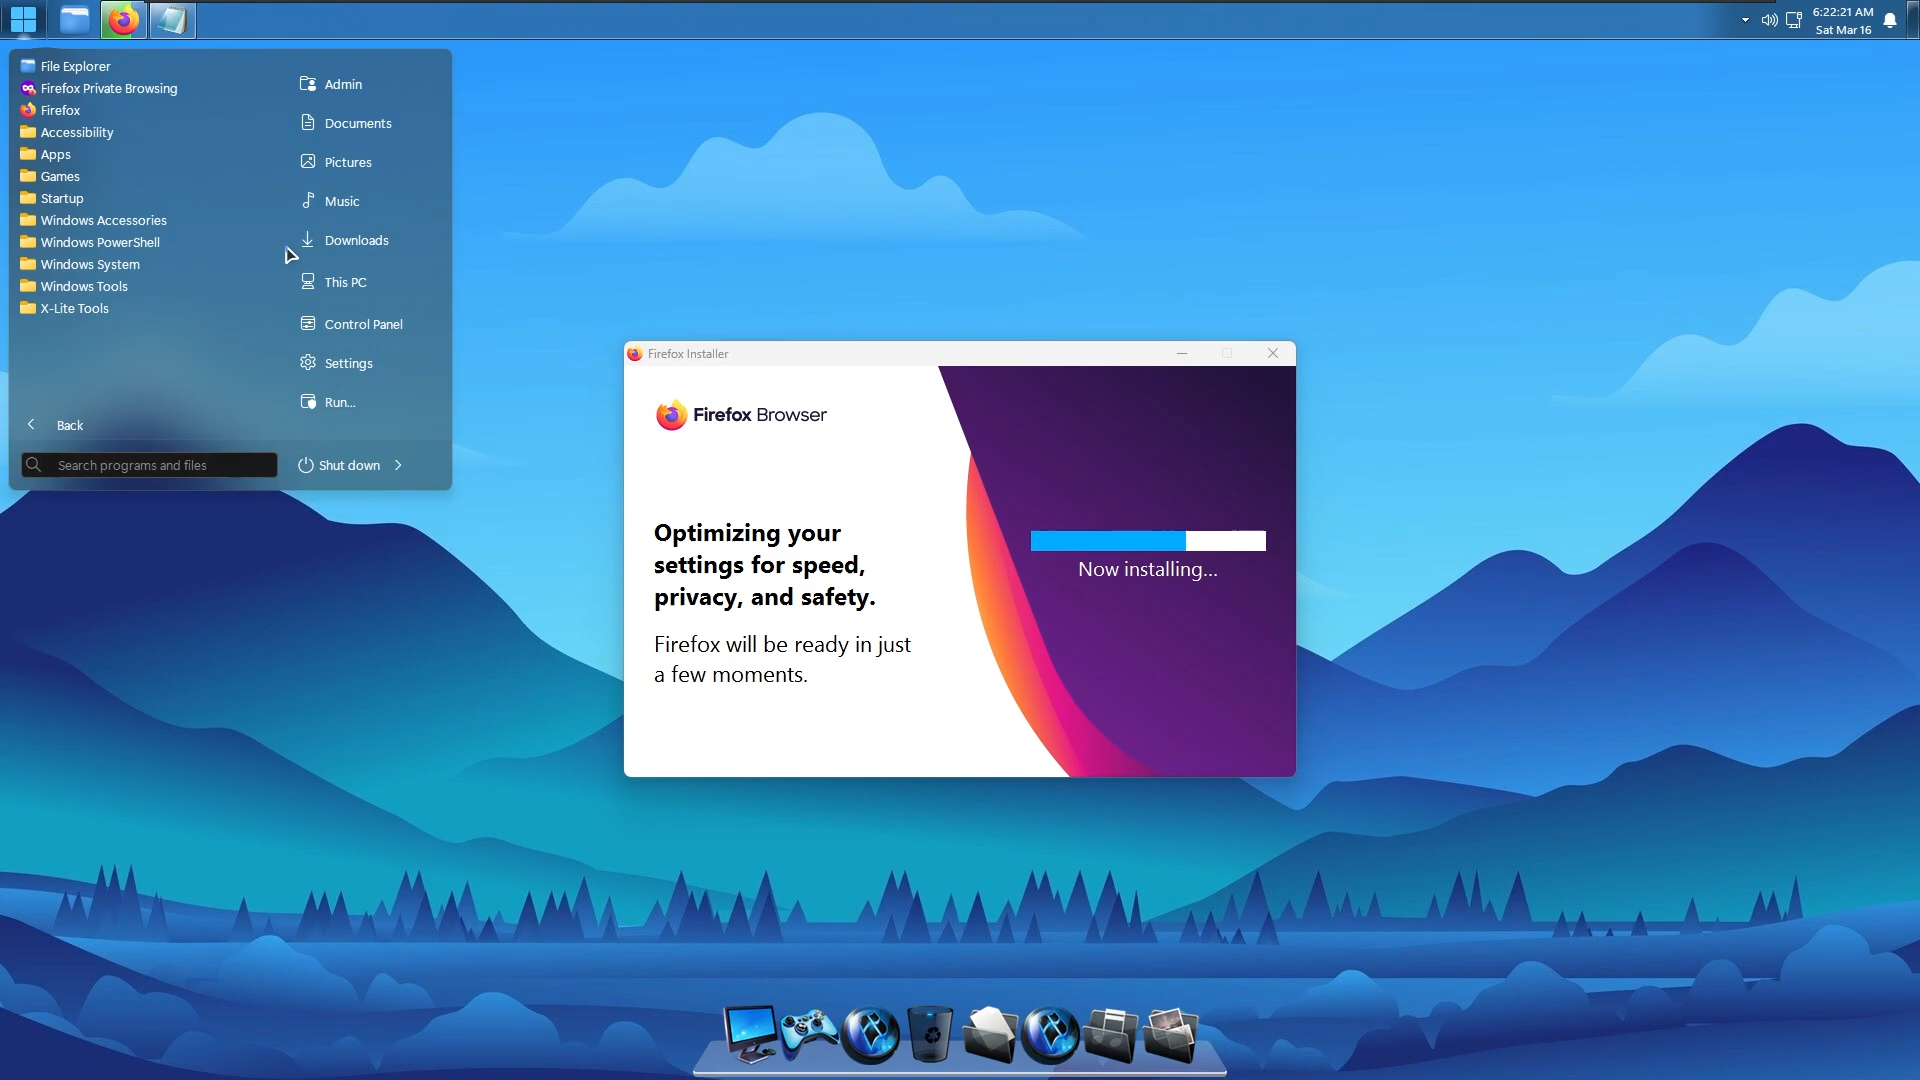 6:22:21 AM
Sat Mar 16
File Explorer
Firefox Private Browsing
Firefox
Accessibility
Apps
Games
Startup
Windows Accessories
Windows PowerShell
Windows System
Windows Tools
X-Lite Tools
Back
Search programs and files
Admin
Documents
Pictures
Music
Downloads
This PC
Control Panel
Settings
Run...
Shut down
Firefox Installer
Firefox Browser
Optimizing your
settings for speed,
privacy, and safety.
Firefox will be ready in just
a few moments.
Now installing...